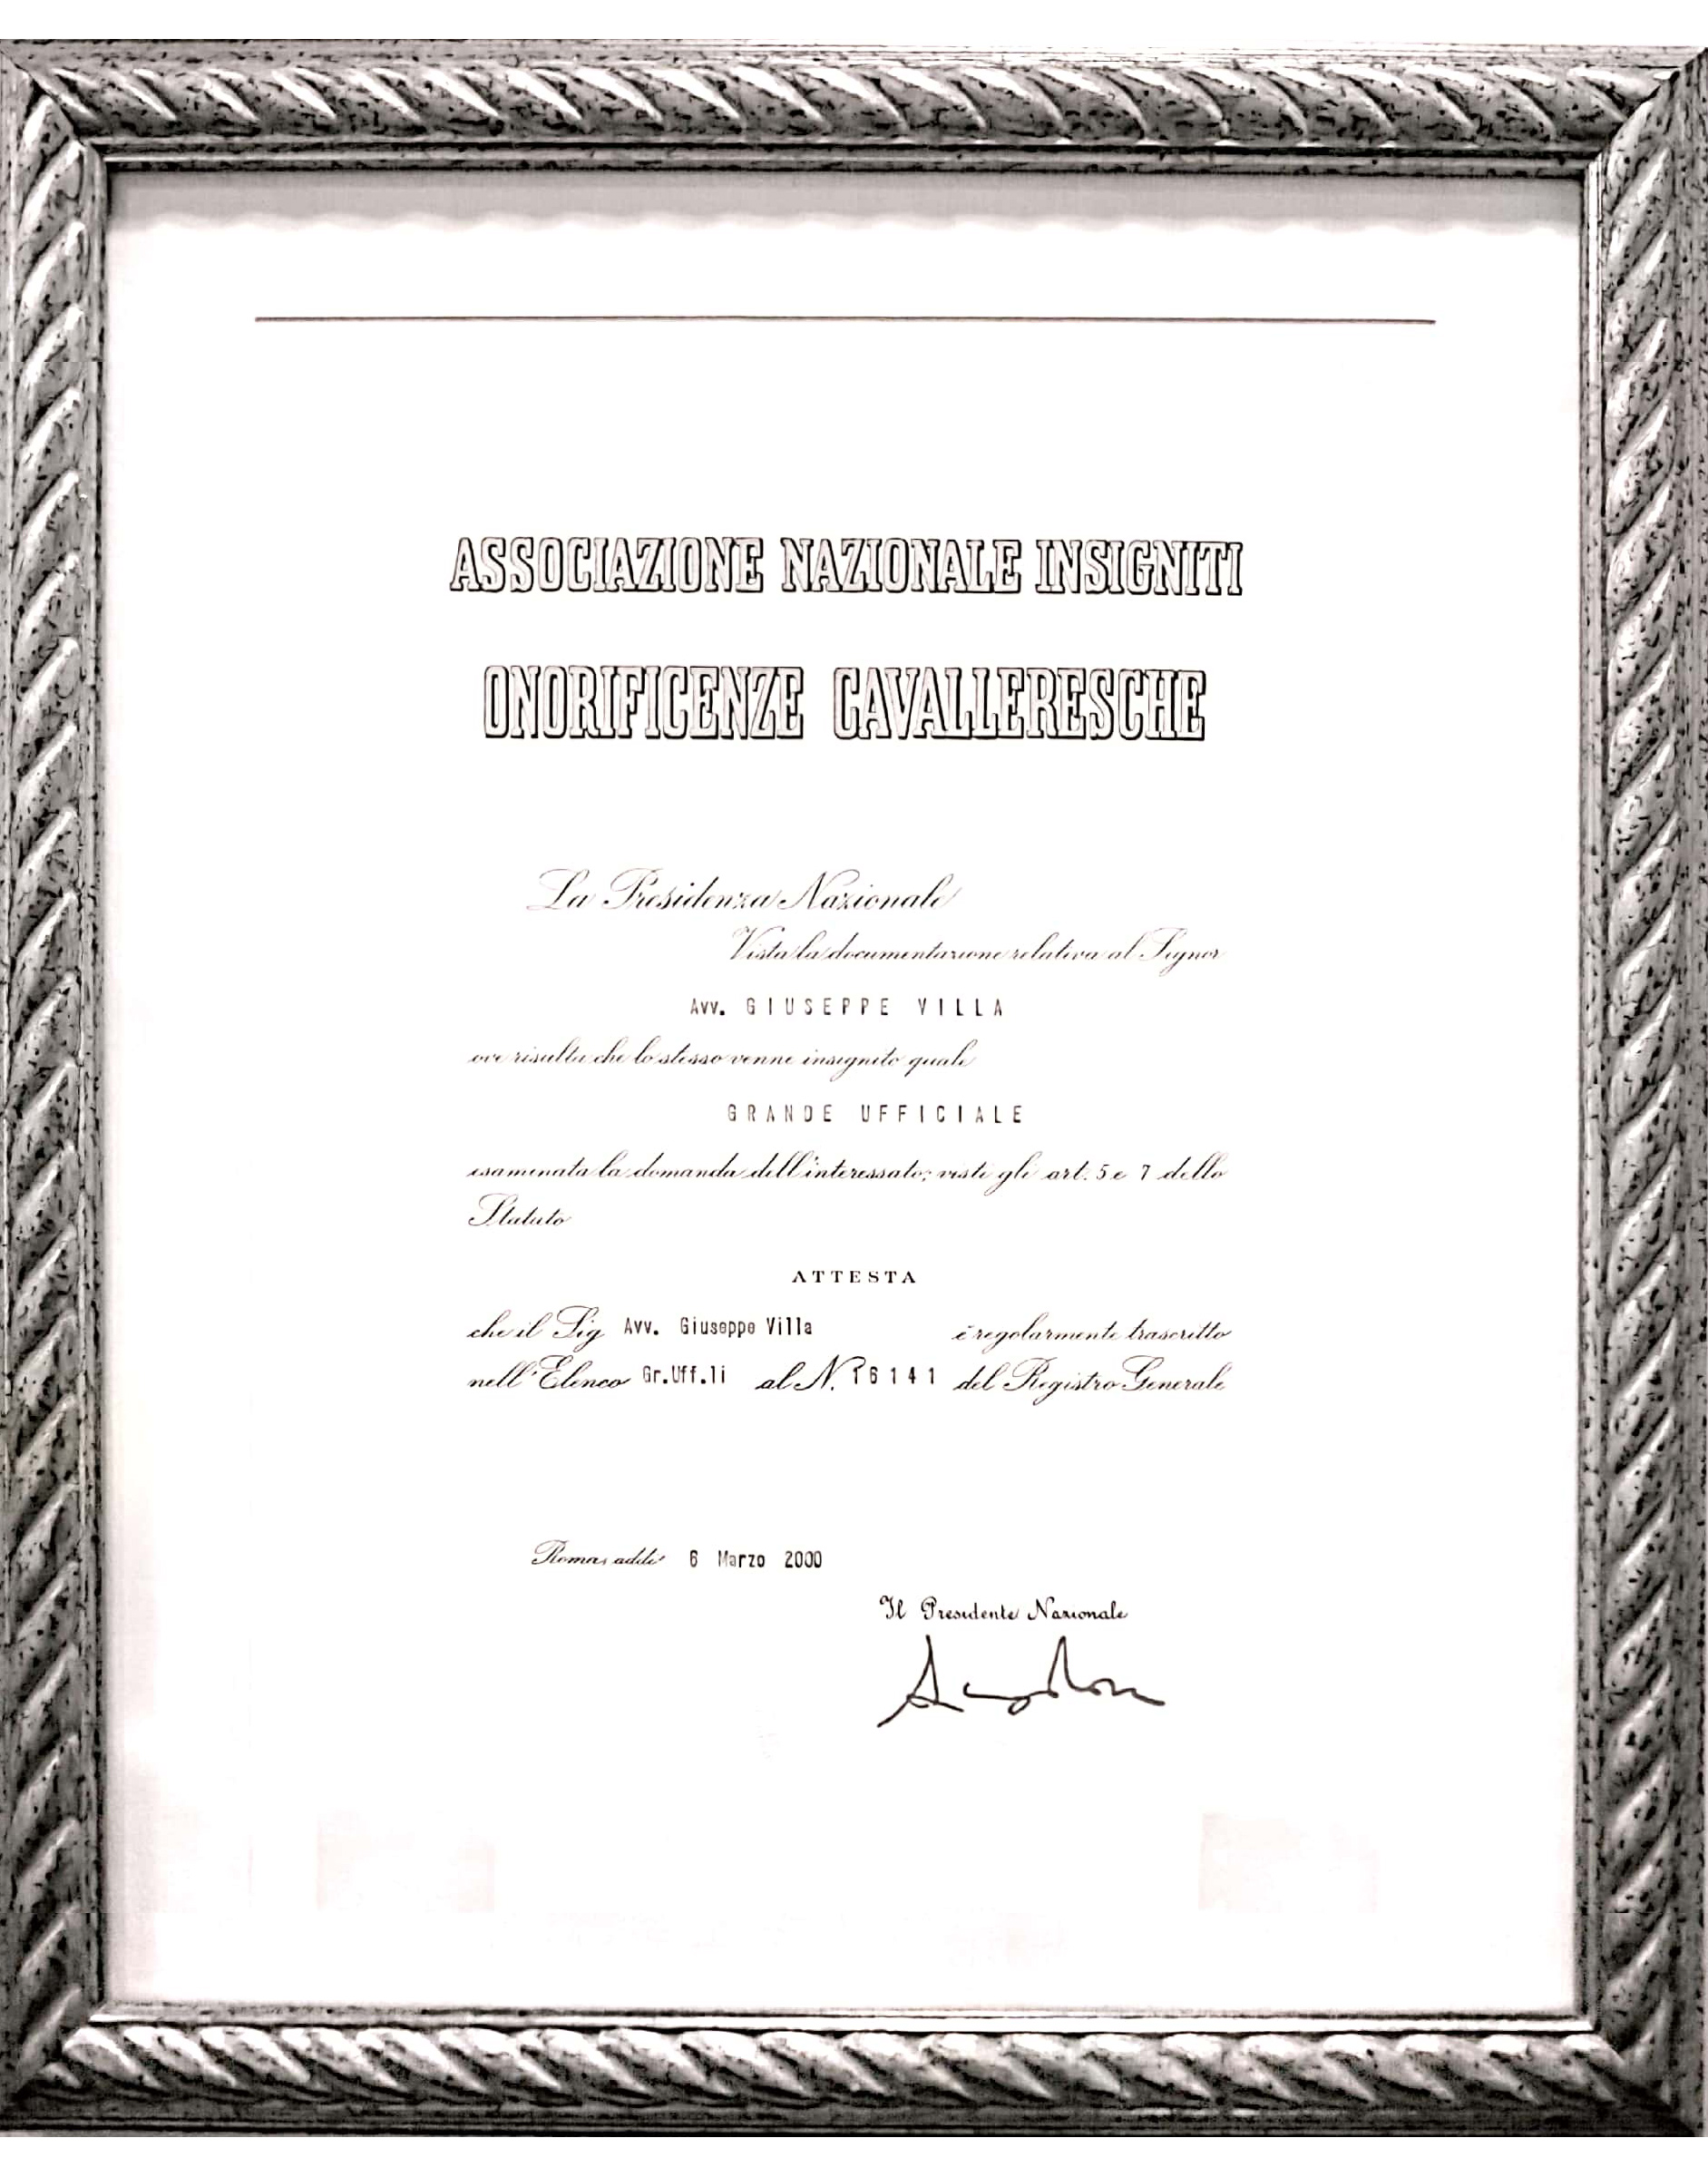 ASSOCIAZIONE NAZIONALE INSIGNITI
ONORIFICENZE CAVALLERESCHE
La Presidenza Nazionale
Vista la documentazione relativa al Signor
Avv. GIUSEPPE VILLA
ove risulta che lo stesso venne insignito quale
GRANDE UFFICIALE
esaminata la domanda dell'interessato; visti gli art. 5 e 7 dello
Statuto
ATTESTA
che il Sig Avv. Giuseppe Villa è regolarmente trascritto
nell'Elenco Gr.Uff.li al N. 16141 del Registro Generale
Roma, addi' 6 Marzo 2000
Il Presidente Nazionale